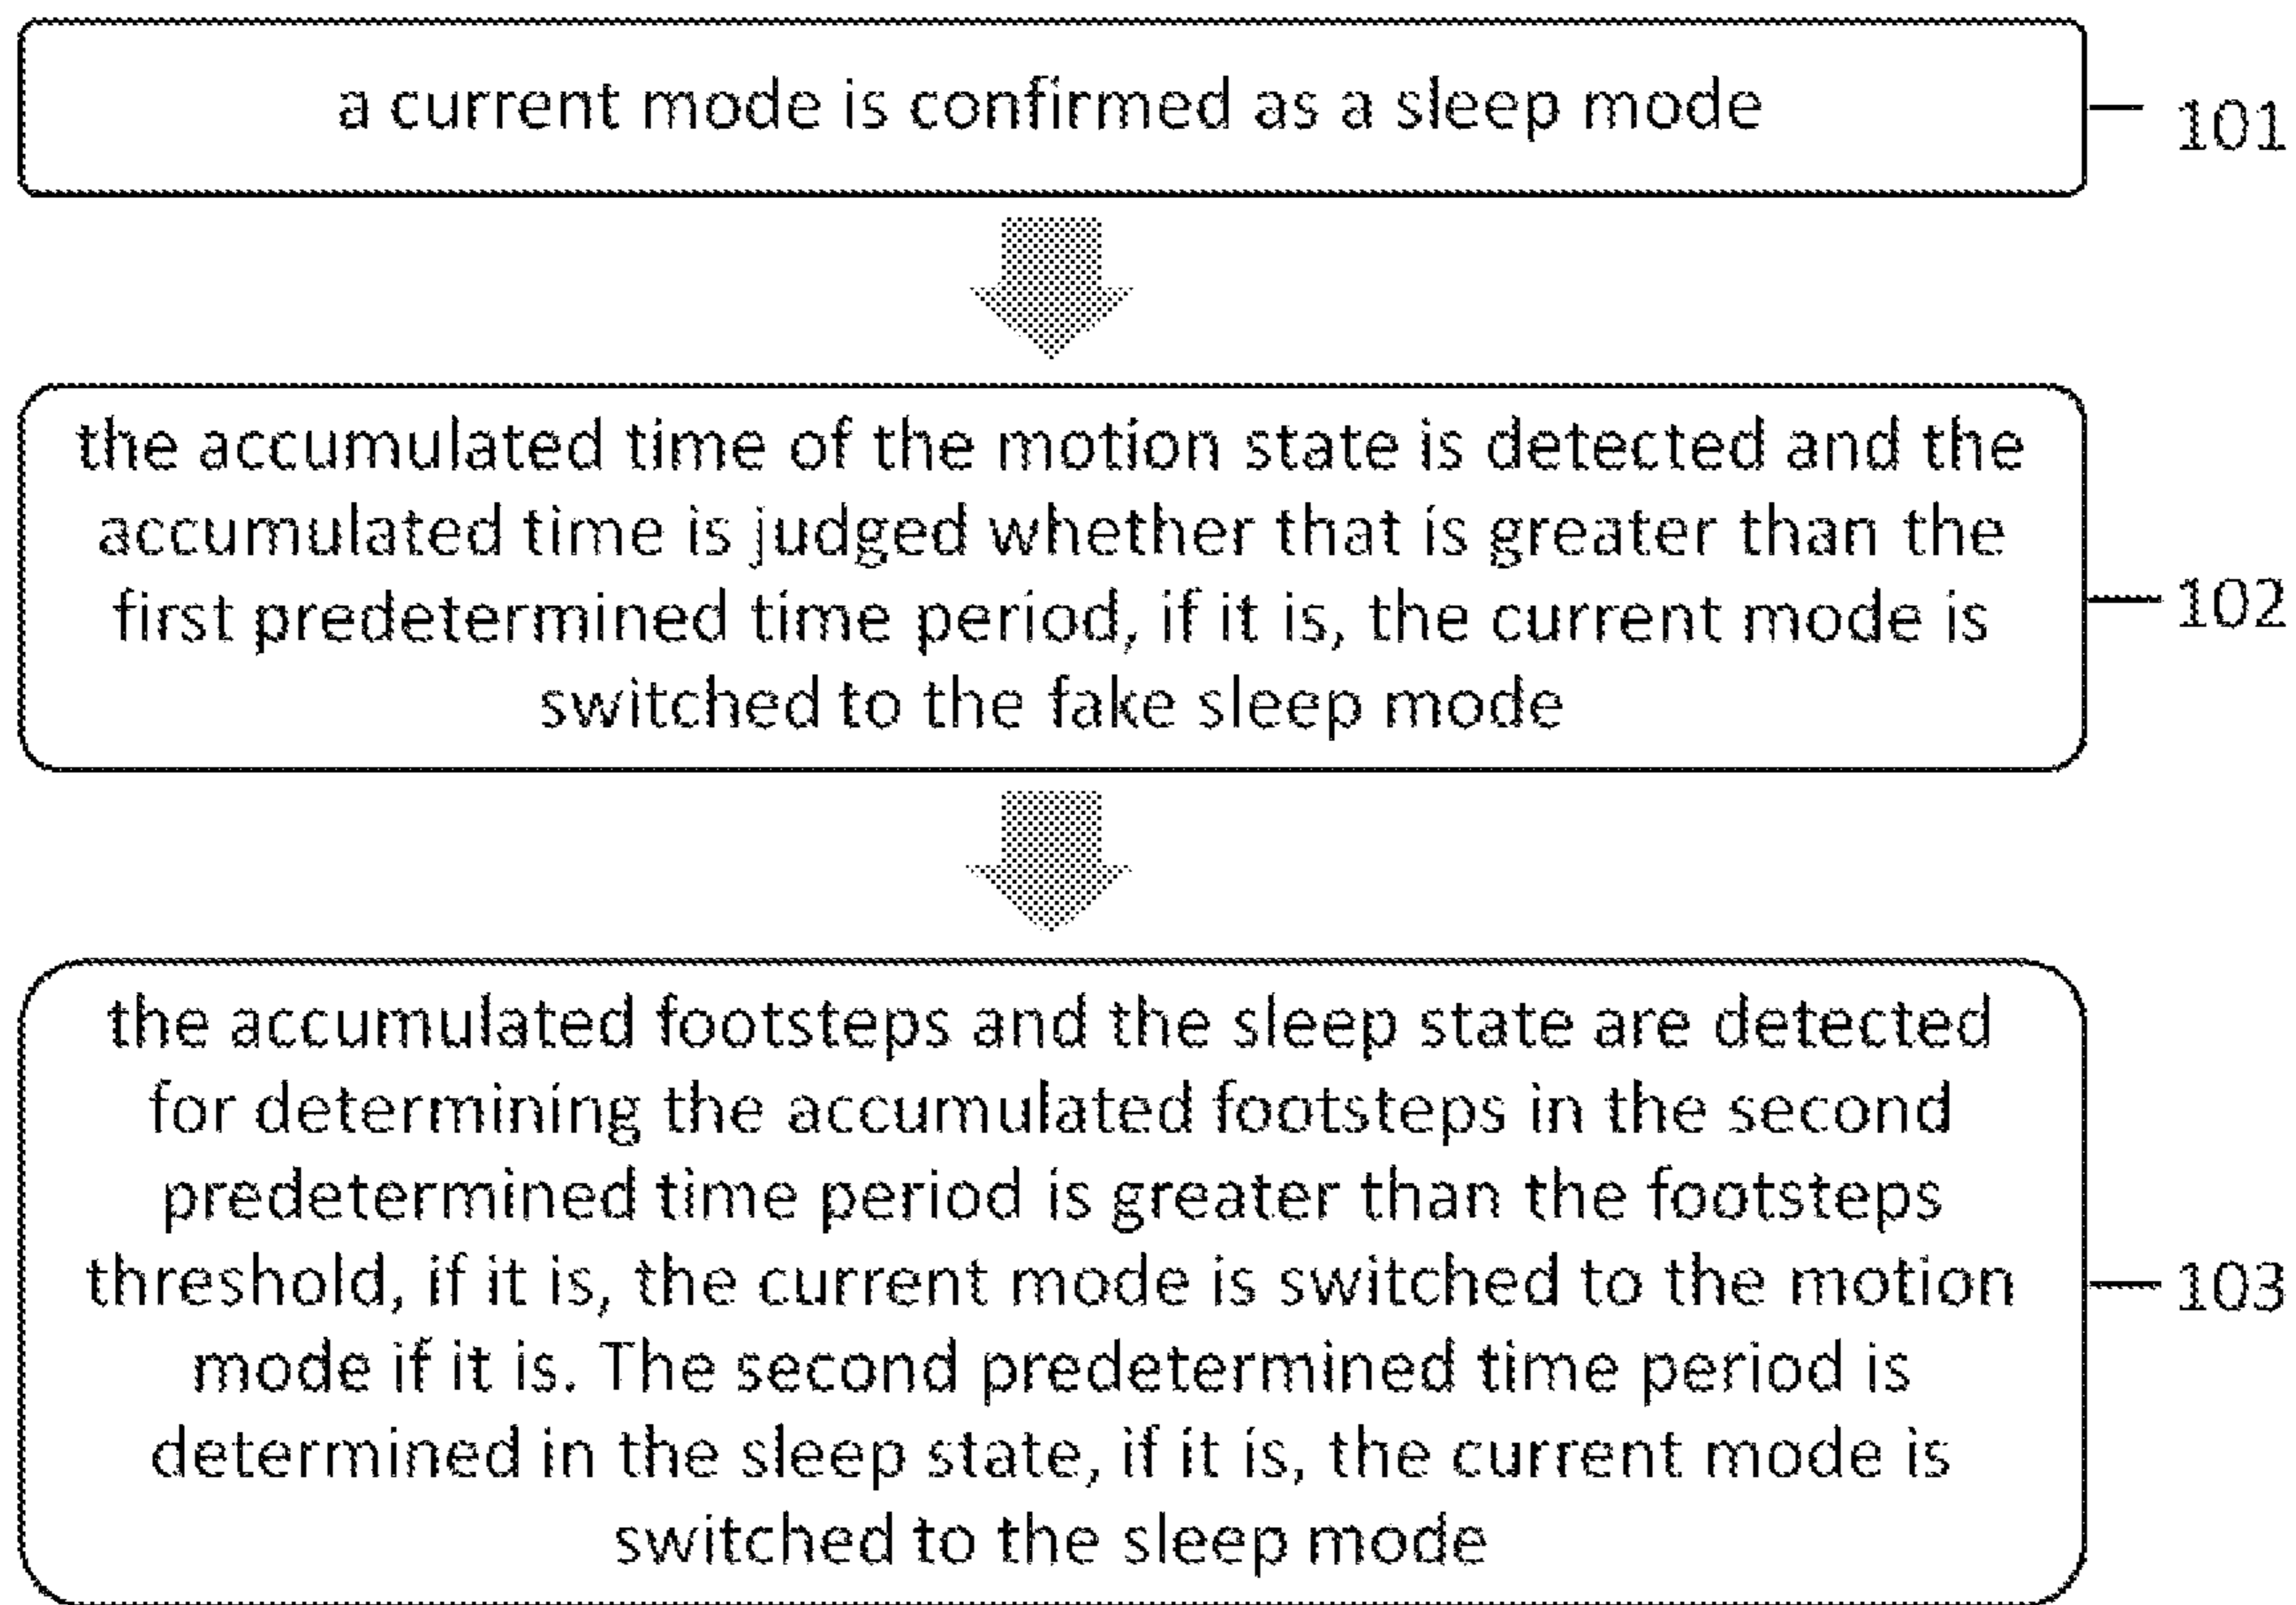 a current mode is confirmed as a sleep mode
101
the accumulated time of the motion state is detected and the
accumulated time is judged whether that is greater than the
first predetermined time period, if it is, the current mode is
switched to the fake sleep mode
102
the accumulated footsteps and the sleep state are detected
for determining the accumulated footsteps in the second
predetermined time period is greater than the footsteps
threshold, if it is, the current mode is switched to the motion
mode if it is. The second predetermined time period is
determined in the sleep state, if it is, the current mode is
switched to the sleep mode
103